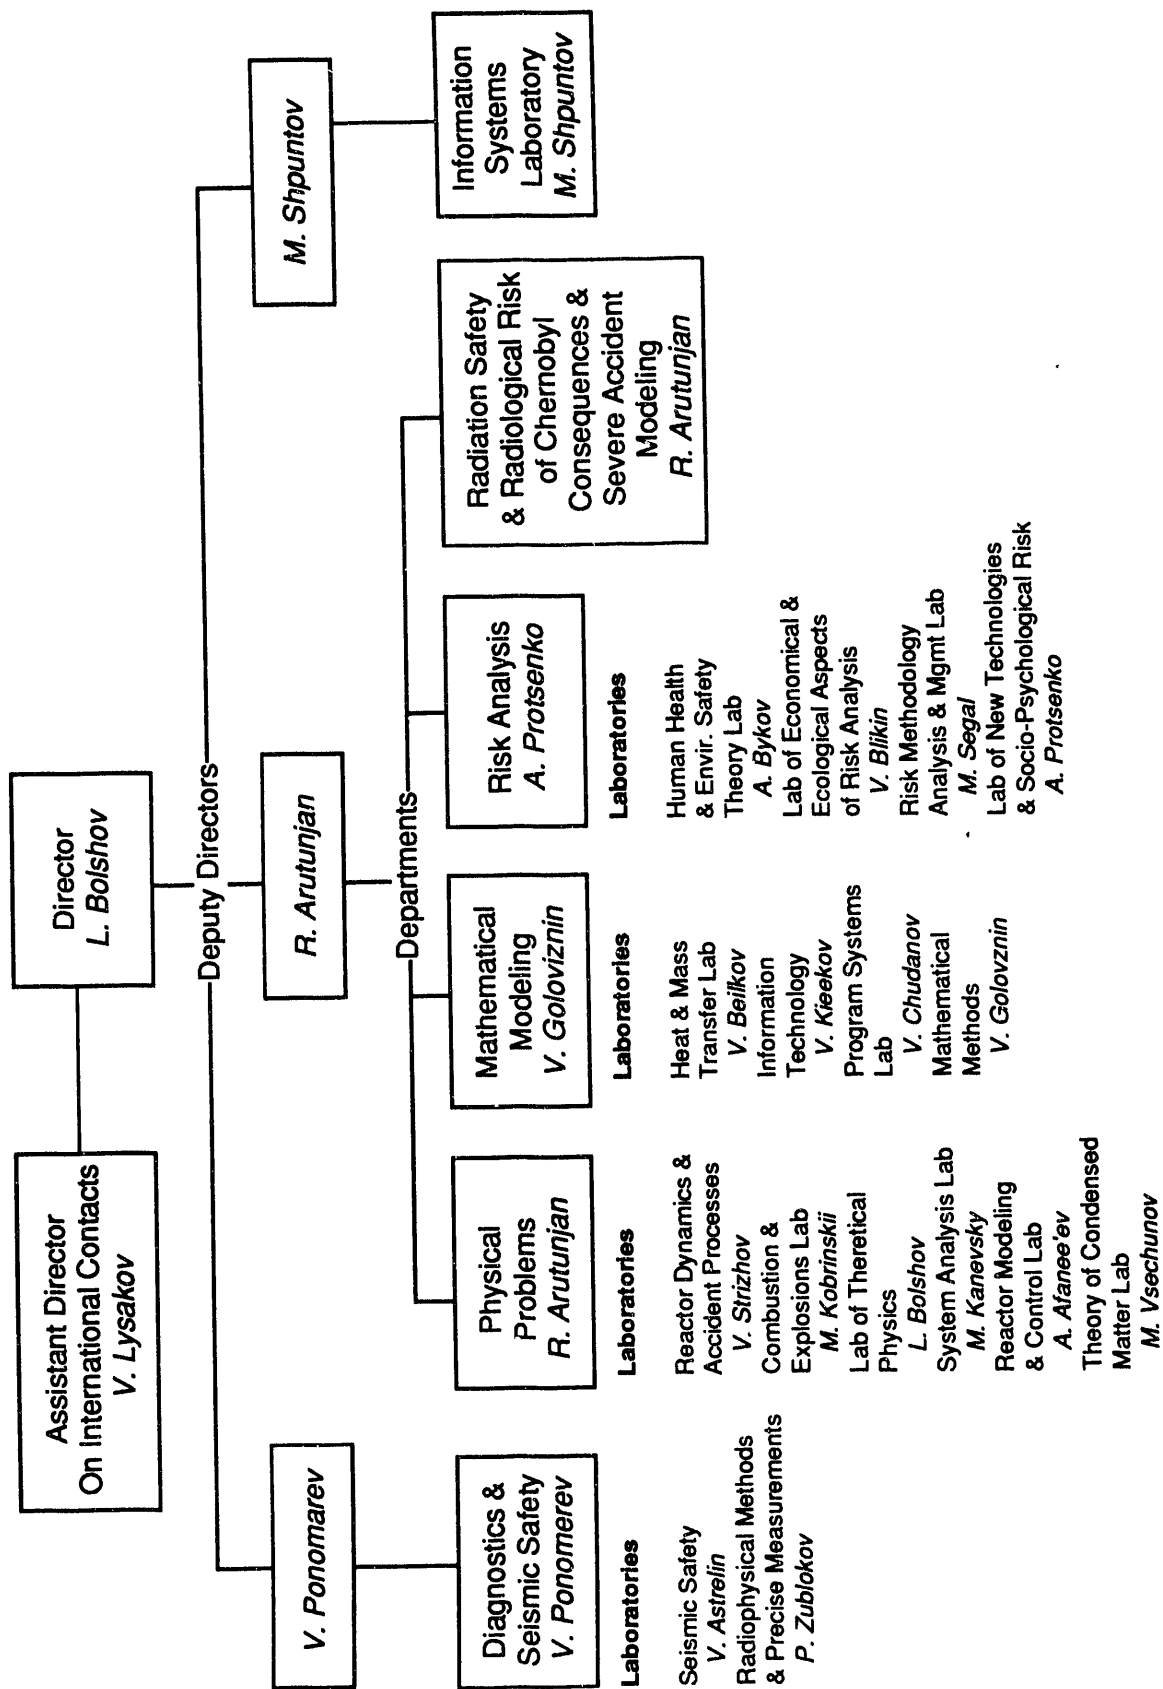 Director
L. Bolshov
Assistant Director
On International Contacts
V. Lysakov
Deputy Directors
V. Ponomarev
R. Arutunjan
M. Shpuntov
Departments
Diagnostics &
Seismic Safety
V. Ponomerev
Physical
Problems
R. Arutunjan
Mathematical
Modeling
V. Goloviznin
Risk Analysis
A. Protsenko
Radiation Safety
& Radiological Risk
of Chernobyl
Consequences &
Severe Accident
Modeling
R. Arutunjan
Information
Systems
Laboratory
M. Shpuntov
Laboratories
Seismic Safety
V. Astrelin
Radiophysical Methods
& Precise Measurements
P. Zublokov
Laboratories
Reactor Dynamics &
Accident Processes
V. Strizhov
Combustion &
Explosions Lab
M. Kobrinskii
Lab of Theretical
Physics
L. Bolshov
System Analysis Lab
M. Kanevsky
Reactor Modeling
& Control Lab
A. Afanee'ev
Theory of Condensed
Matter Lab
M. Vsechunov
Laboratories
Heat & Mass
Transfer Lab
V. Beilkov
Information
Technology
V. Kieekov
Program Systems
Lab
V. Chudanov
Mathematical
Methods
V. Golovznin
Laboratories
Human Health
& Envir. Safety
Theory Lab
A. Bykov
Lab of Economical &
Ecological Aspects
of Risk Analysis
V. Blikin
Risk Methodology
Analysis & Mgmt Lab
M. Segal
Lab of New Technologies
& Socio-Psychological Risk
A. Protsenko